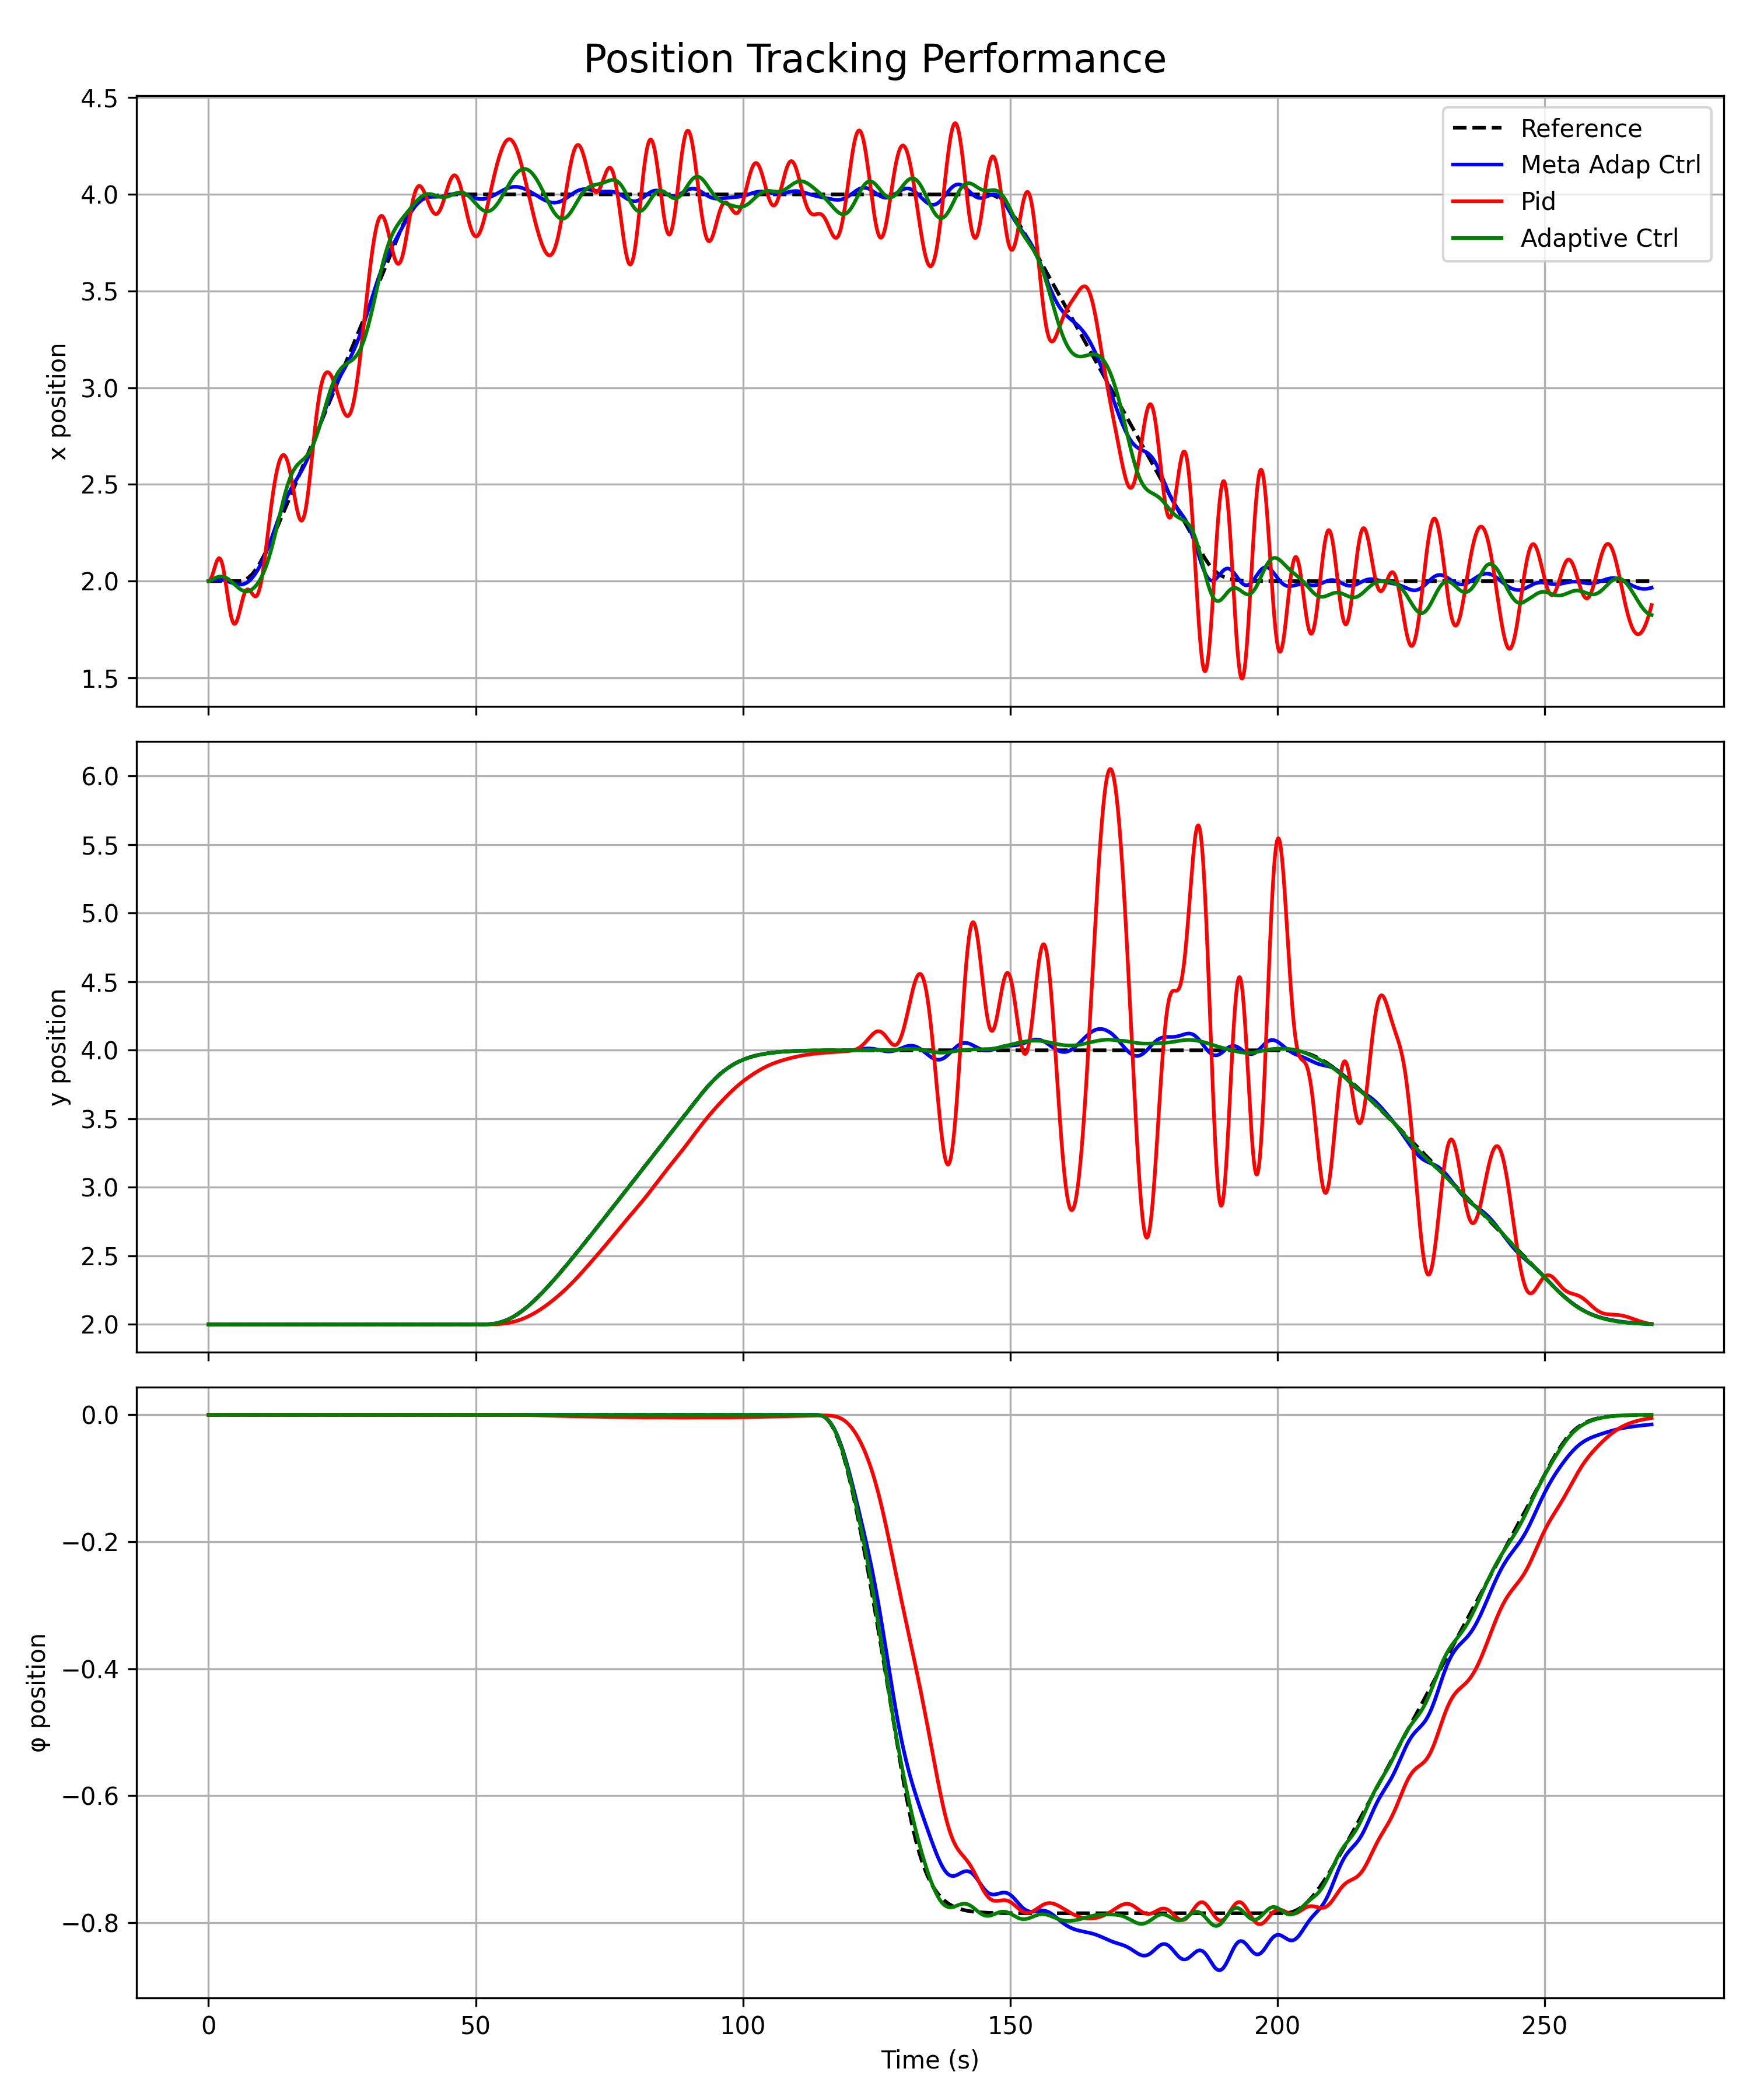 Position Tracking Performance
4.5
4.0
3.5
3.0
2.5
2.0
1.5
x position
Reference
Meta Adap Ctrl
Pid
Adaptive Ctrl
6.0
5.5
5.0
4.5
4.0
3.5
3.0
2.5
2.0
y position
0.0
−0.2
−0.4
−0.6
−0.8
φ position
0 50 100 150 200 250
Time (s)